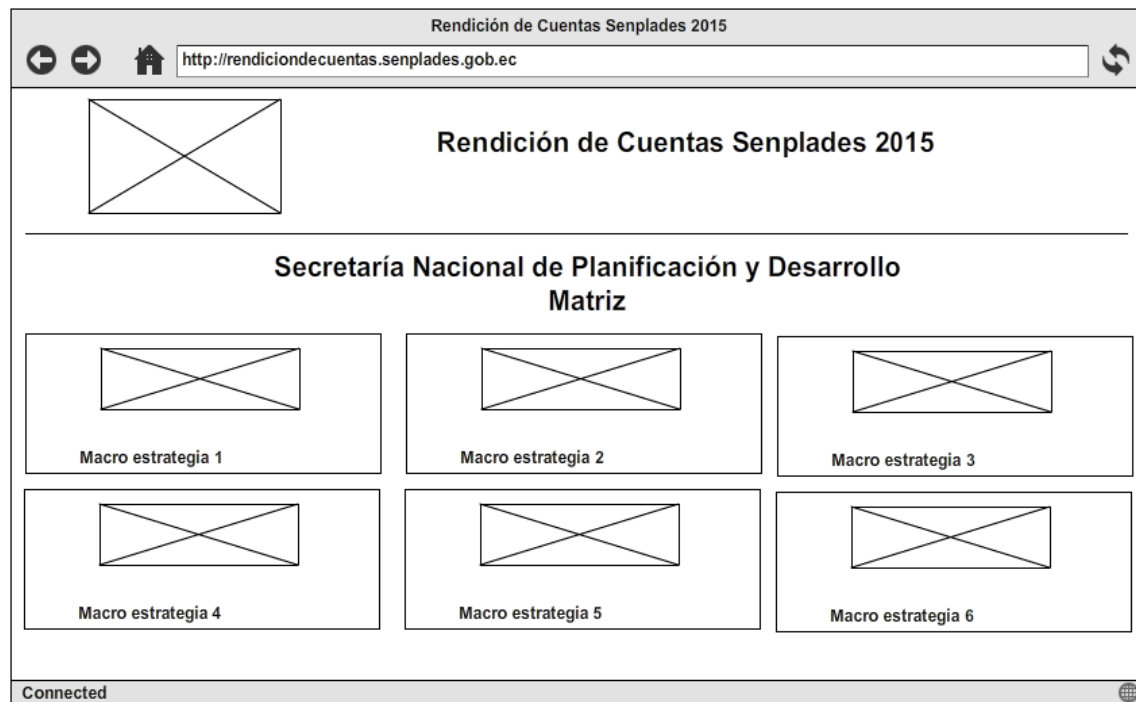 Rendición de Cuentas Senplades 2015
http://rendiciondecuentas.senplades.gob.ec
Rendición de Cuentas Senplades 2015
Secretaría Nacional de Planificación y Desarrollo
Matriz
Macro estrategia 1
Macro estrategia 2
Macro estrategia 3
Macro estrategia 4
Macro estrategia 5
Macro estrategia 6
Connected